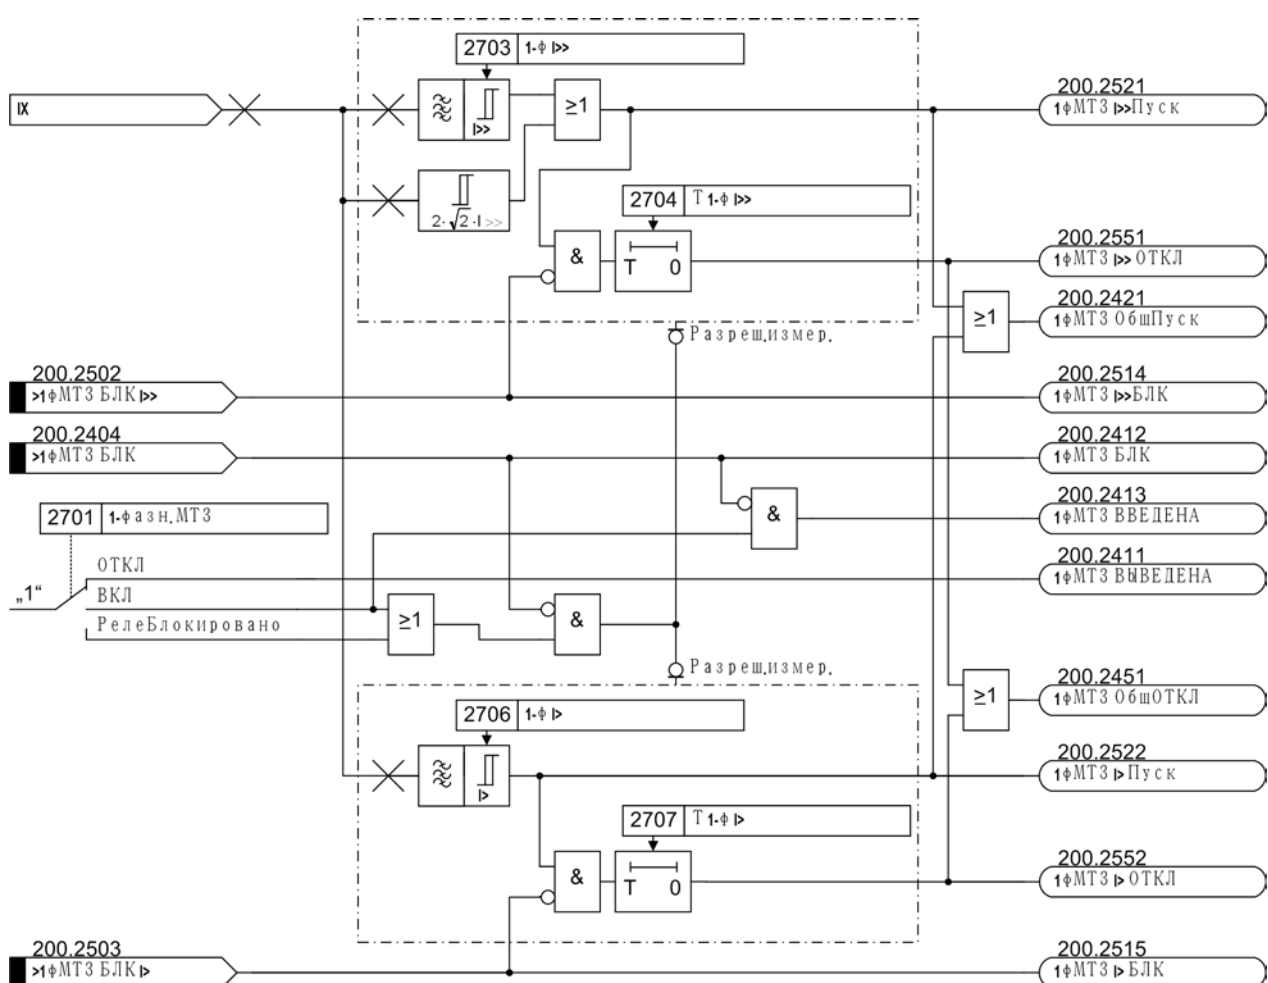 2703 1-ф I>>
200.2521
IX
1фМТЗ I>>Пуск
I>>
≥1
2·√2·I>>
2704 Т 1-ф I>>
200.2551
&
T 0
1фМТЗ I>> ОТКЛ
200.2421
≥1
1фМТЗ ОбщПуск
Разреш.измер.
200.2502
>1фМТЗ БЛК I>>
200.2514
1фМТЗ I>>БЛК
200.2404
>1фМТЗ БЛК
200.2412
1фМТЗ БЛК
200.2413
2701 1-фазн.МТЗ
&
1фМТЗ ВВЕДЕНА
200.2411
ОТКЛ
1фМТЗ ВЫВЕДЕНА
„1“
ВКЛ
≥1
&
РелеБлокировано
Разреш.измер.
200.2451
≥1
1фМТЗ ОбщОТКЛ
2706 1-ф I>
200.2522
I>
1фМТЗ I>Пуск
2707 Т 1-ф I>
200.2552
&
T 0
1фМТЗ I> ОТКЛ
200.2503
>1фМТЗ БЛК I>
200.2515
1фМТЗ I> БЛК